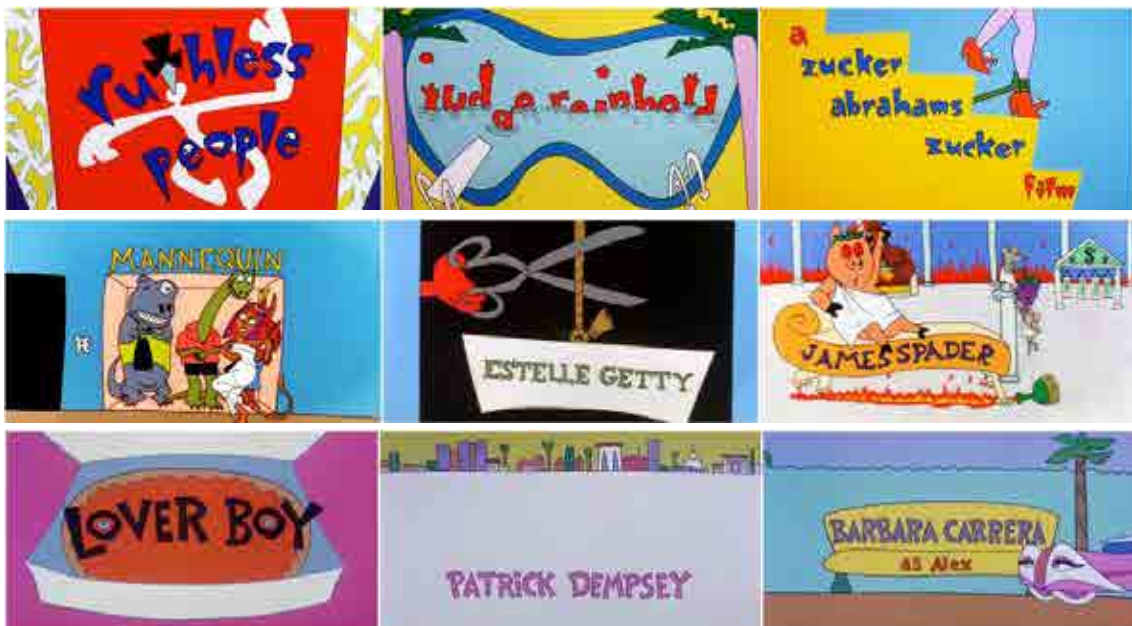 ruthless
people
judge reinhold
a
zucker
abrahams
zucker
film
MANNEQUIN
ESTELLE GETTY
JAMES SPADER
$
LOVER BOY
PATRICK DEMPSEY
BARBARA CARRERA
as Alex